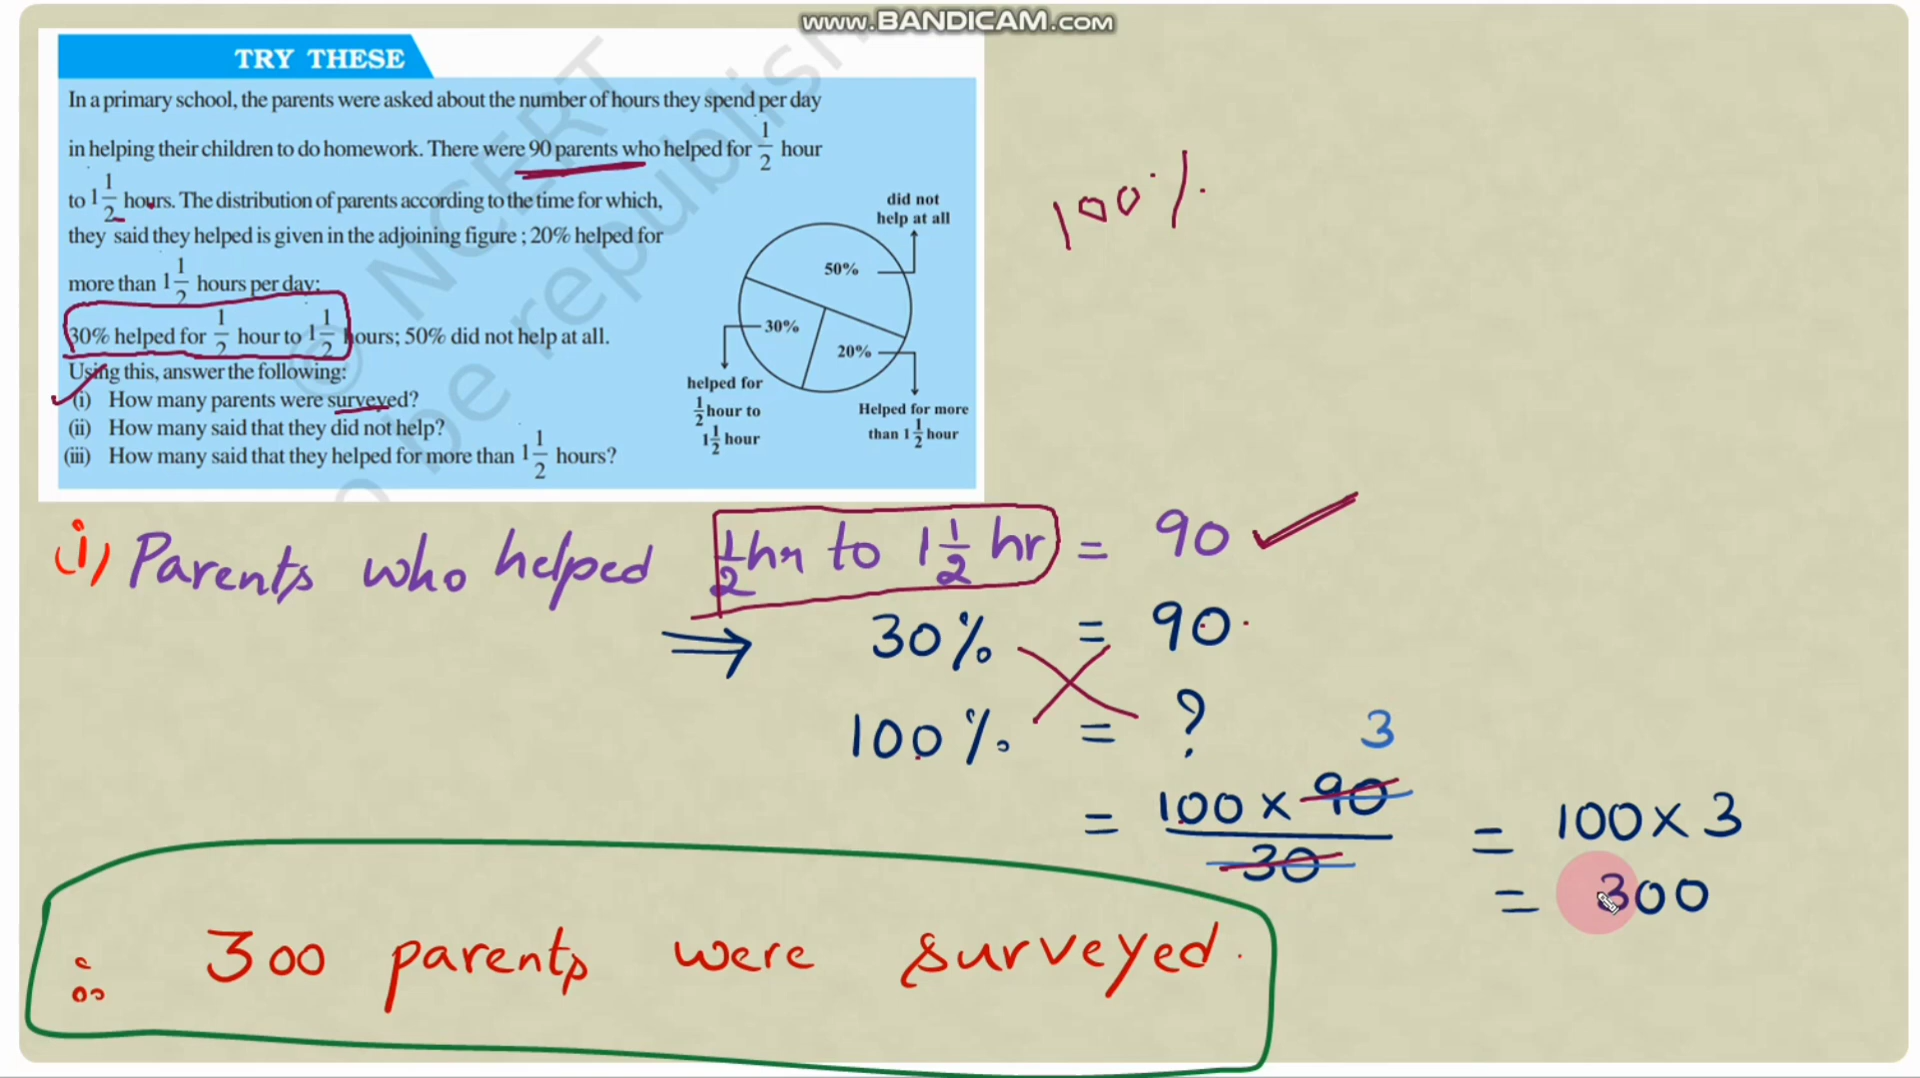 www.BANDICAM.com
TRY THESE
© NCERT
be republish
In a primary school, the parents were asked about the number of hours they spend per day
in helping their children to do homework. There were 90 parents who helped for 1/2 hour
to 1 1/2 hours. The distribution of parents according to the time for which,
they said they helped is given in the adjoining figure ; 20% helped for
more than 1 1/2 hours per day;
30% helped for 1/2 hour to 1 1/2 hours; 50% did not help at all.
Using this, answer the following:
(i) How many parents were surveyed?
(ii) How many said that they did not help?
(iii) How many said that they helped for more than 1 1/2 hours?
did not
help at all
50%
30%
20%
helped for
1/2 hour to
1 1/2 hour
Helped for more
than 1 1/2 hour
100%
(i) Parents who helped 1/2 hr to 1 1/2 hr = 90
⇒ 30% = 90
100% = ?
3
= 100 x 90
30
= 100 x 3
= 300
∴ 300 parents were surveyed.